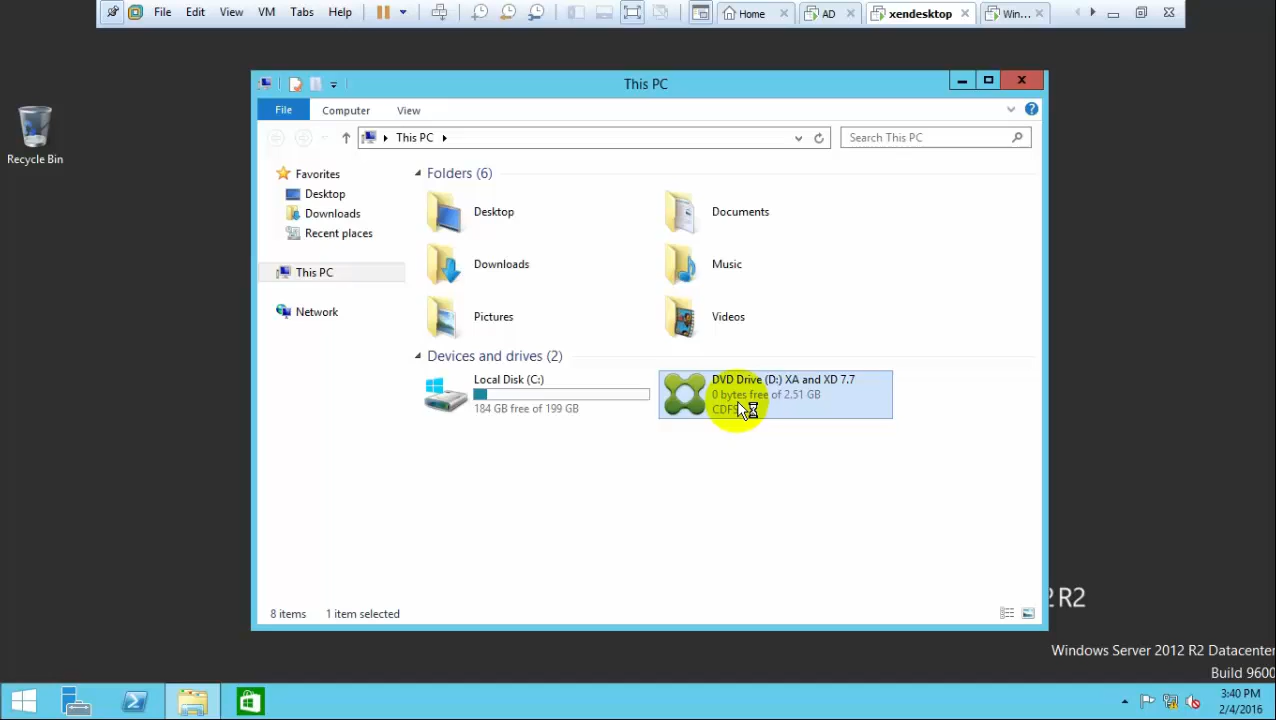 File Edit View VM Tabs Help
Home AD xendesktop Win...
This PC
File Computer View
This PC
Search This PC
Recycle Bin
Favorites
Desktop
Downloads
Recent places
This PC
Network
Folders (6)
Desktop
Documents
Downloads
Music
Pictures
Videos
Devices and drives (2)
Local Disk (C:)
184 GB free of 199 GB
DVD Drive (D:) XA and XD 7.7
0 bytes free of 2.51 GB
8 items 1 item selected
2 R2
Windows Server 2012 R2 Datacenter
Build 9600
3:40 PM
2/4/2016